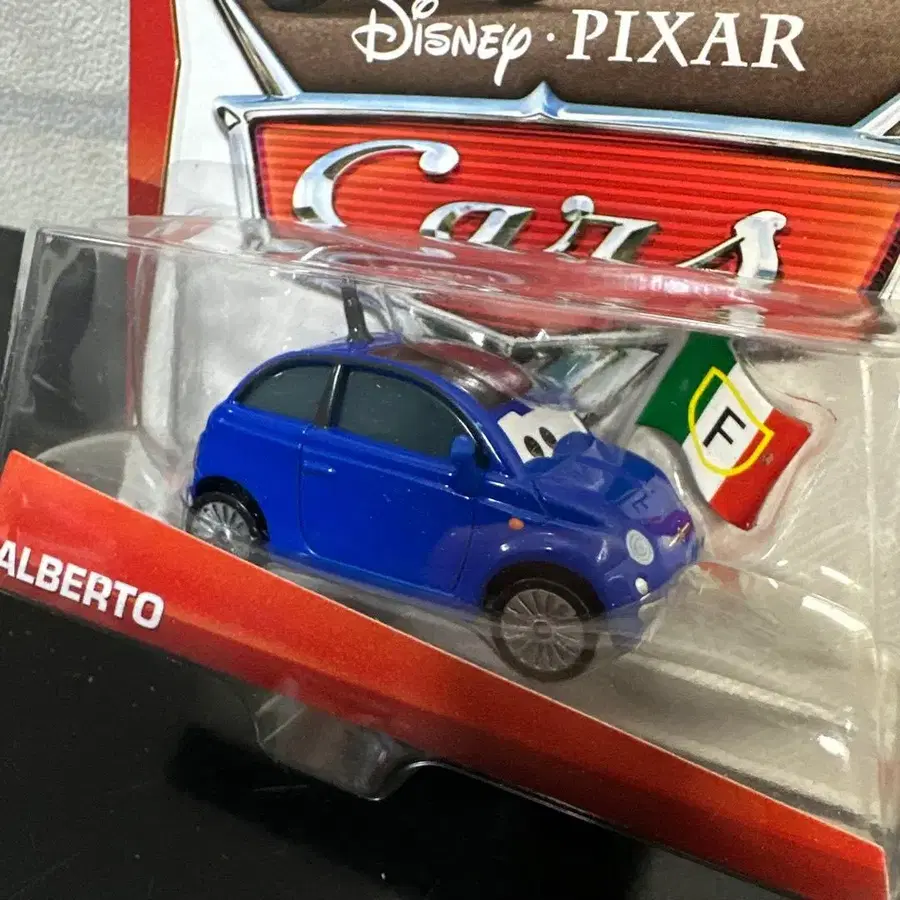 Disney · PIXAR
Cars
F
ALBERTO